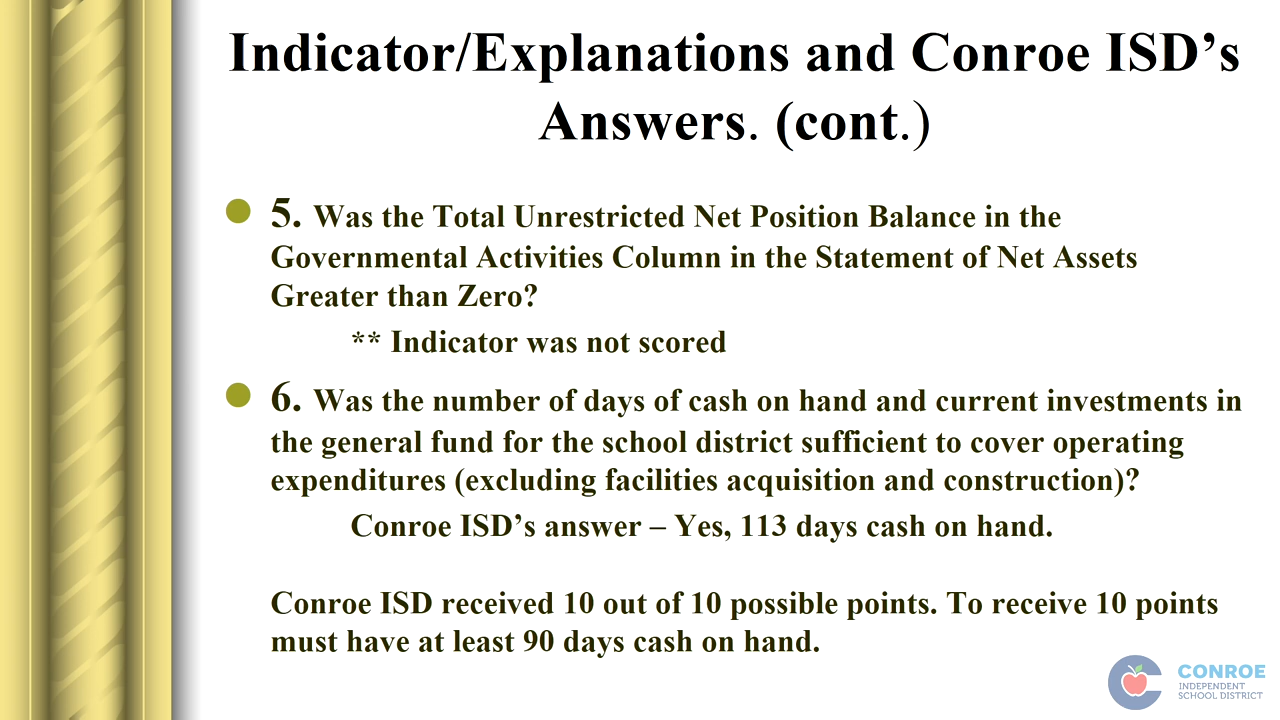 Indicator/Explanations and Conroe ISD’s
Answers. (cont.)
5. Was the Total Unrestricted Net Position Balance in the
Governmental Activities Column in the Statement of Net Assets
Greater than Zero?
** Indicator was not scored
6. Was the number of days of cash on hand and current investments in
the general fund for the school district sufficient to cover operating
expenditures (excluding facilities acquisition and construction)?
Conroe ISD’s answer – Yes, 113 days cash on hand.
Conroe ISD received 10 out of 10 possible points. To receive 10 points
must have at least 90 days cash on hand.
CONROE
INDEPENDENT
SCHOOL DISTRICT